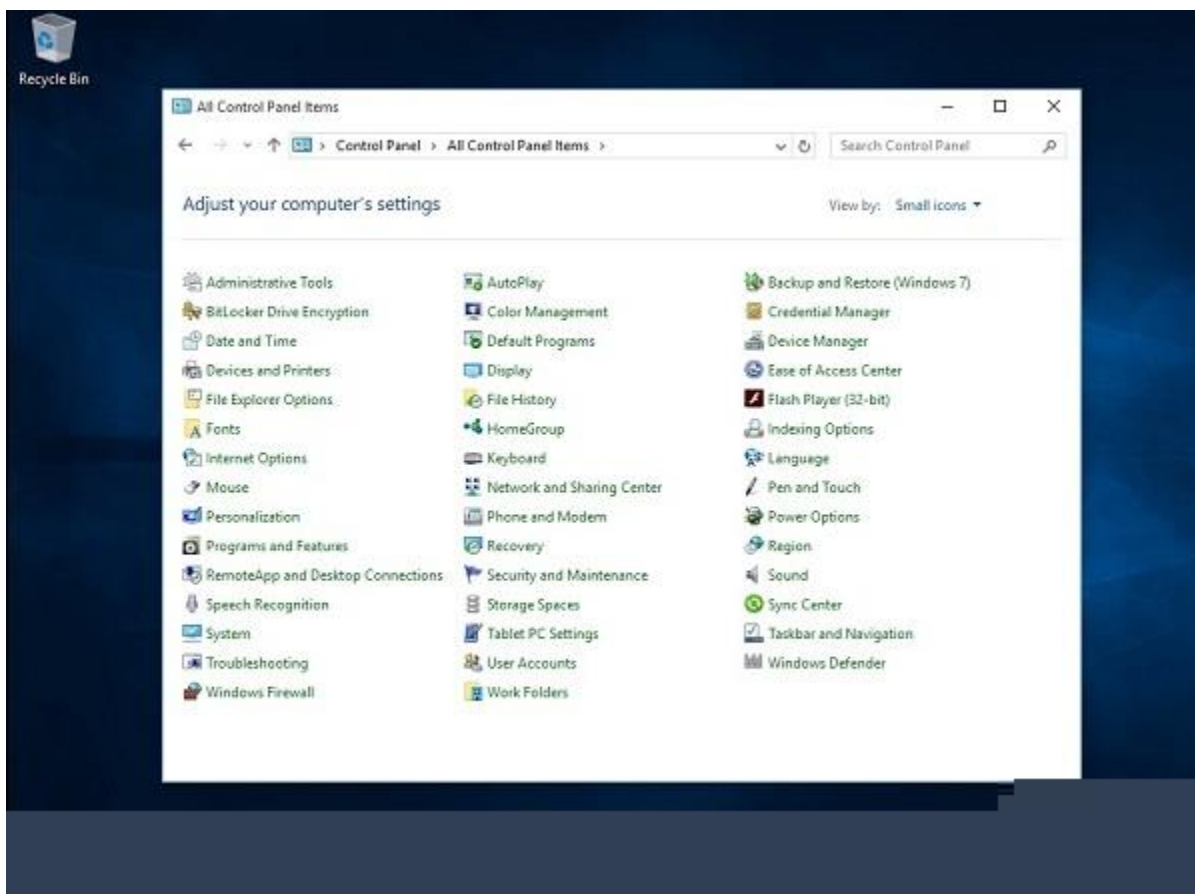 Recycle Bin
All Control Panel Items
Control Panel > All Control Panel Items >
Search Control Panel
Adjust your computer's settings
View by: Small icons
Administrative Tools AutoPlay Backup and Restore (Windows 7)
BitLocker Drive Encryption Color Management Credential Manager
Date and Time Default Programs Device Manager
Devices and Printers Display Ease of Access Center
File Explorer Options File History Flash Player (32-bit)
Fonts HomeGroup Indexing Options
Internet Options Keyboard Language
Mouse Network and Sharing Center Pen and Touch
Personalization Phone and Modem Power Options
Programs and Features Recovery Region
RemoteApp and Desktop Connections Security and Maintenance Sound
Speech Recognition Storage Spaces Sync Center
System Tablet PC Settings Taskbar and Navigation
Troubleshooting User Accounts Windows Defender
Windows Firewall Work Folders